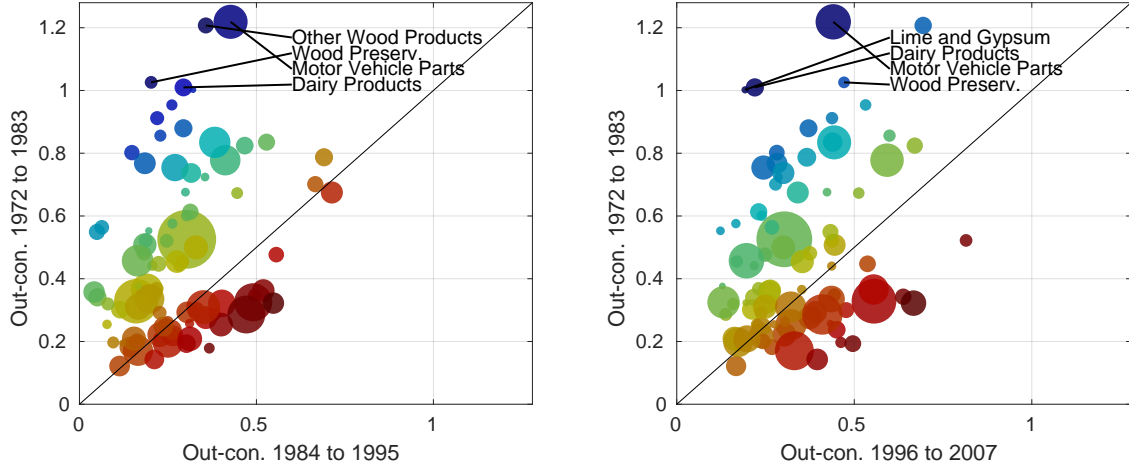 Out-con. 1972 to 1983
1.2
1
0.8
0.6
0.4
0.2
0
Other Wood Products
Wood Preserv.
Motor Vehicle Parts
Dairy Products
0
0.5
1
Out-con. 1984 to 1995
Out-con. 1972 to 1983
1.2
1
0.8
0.6
0.4
0.2
0
Lime and Gypsum
Dairy Products
Motor Vehicle Parts
Wood Preserv.
0
0.5
1
Out-con. 1996 to 2007